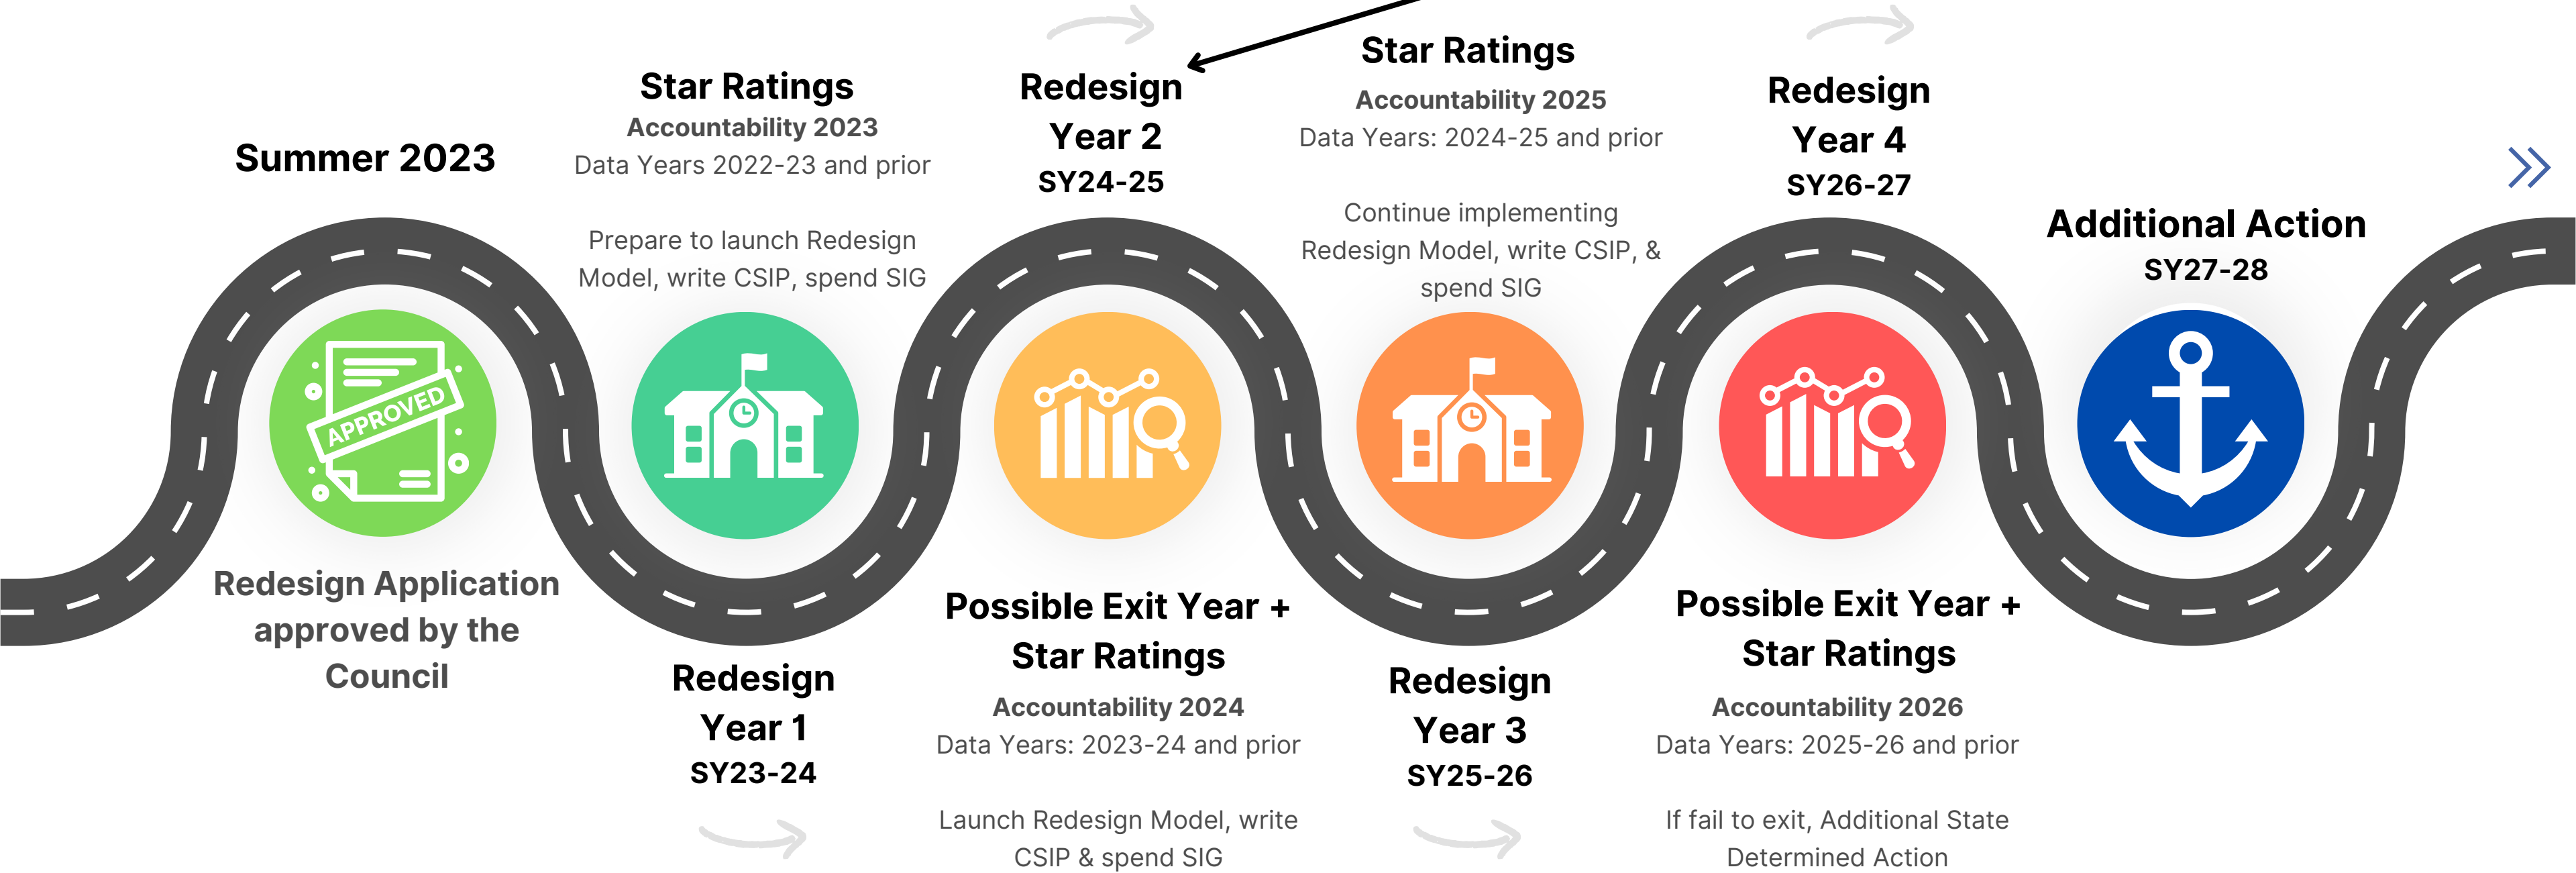 Summer 2023
APPROVED
Redesign Application
approved by the
Council
Star Ratings
Accountability 2023
Data Years 2022-23 and prior
Prepare to launch Redesign
Model, write CSIP, spend SIG
Redesign
Year 1
SY23-24
Redesign
Year 2
SY24-25
Possible Exit Year +
Star Ratings
Accountability 2024
Data Years: 2023-24 and prior
Launch Redesign Model, write
CSIP & spend SIG
Star Ratings
Accountability 2025
Data Years: 2024-25 and prior
Continue implementing
Redesign Model, write CSIP, &
spend SIG
Redesign
Year 3
SY25-26
Redesign
Year 4
SY26-27
Possible Exit Year +
Star Ratings
Accountability 2026
Data Years: 2025-26 and prior
If fail to exit, Additional State
Determined Action
Additional Action
SY27-28